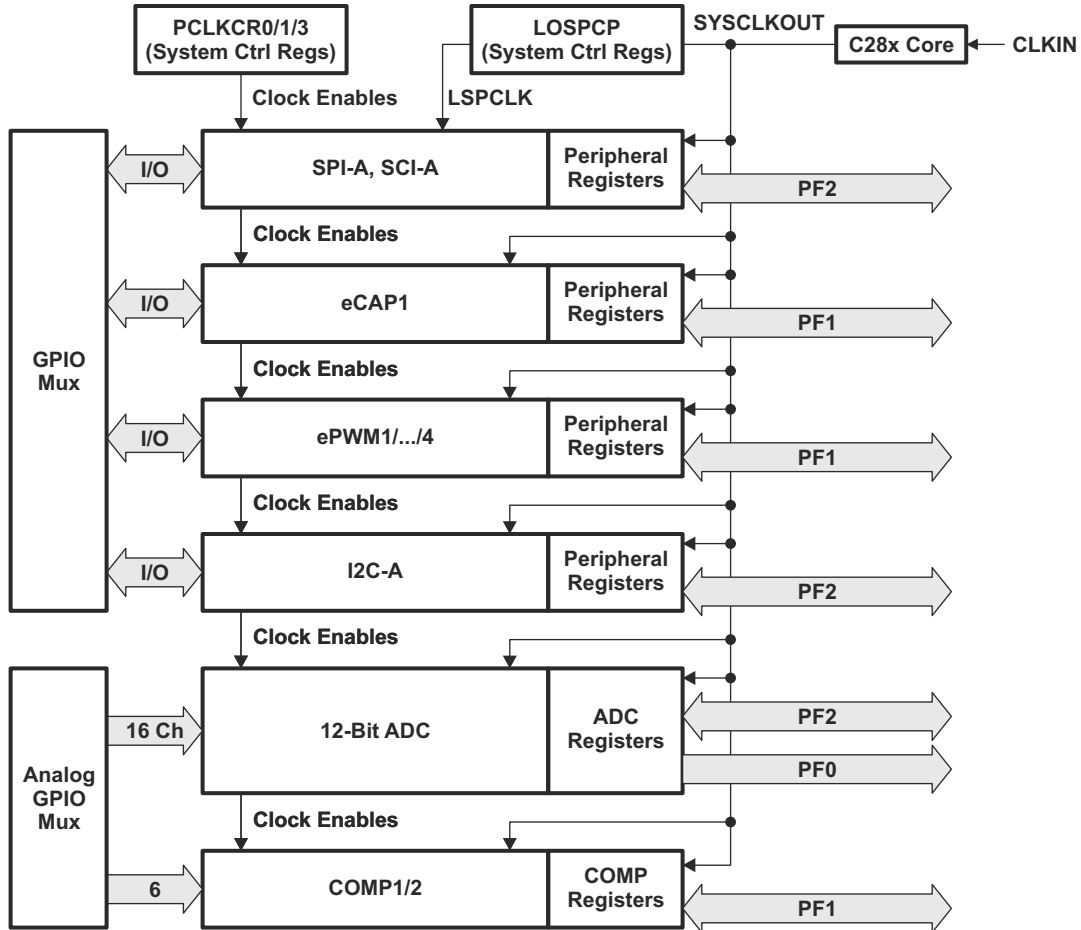 PCLKCR0/1/3
(System Ctrl Regs)
LOSPCP
(System Ctrl Regs)
SYSCLKOUT
C28x Core
CLKIN
Clock Enables
LSPCLK
I/O
SPI-A, SCI-A
Peripheral
Registers
PF2
Clock Enables
I/O
eCAP1
Peripheral
Registers
PF1
GPIO
Mux
Clock Enables
I/O
ePWM1/.../4
Peripheral
Registers
PF1
Clock Enables
I/O
I2C-A
Peripheral
Registers
PF2
Clock Enables
16 Ch
12-Bit ADC
ADC
Registers
PF2
PF0
Analog
GPIO
Mux
Clock Enables
6
COMP1/2
COMP
Registers
PF1